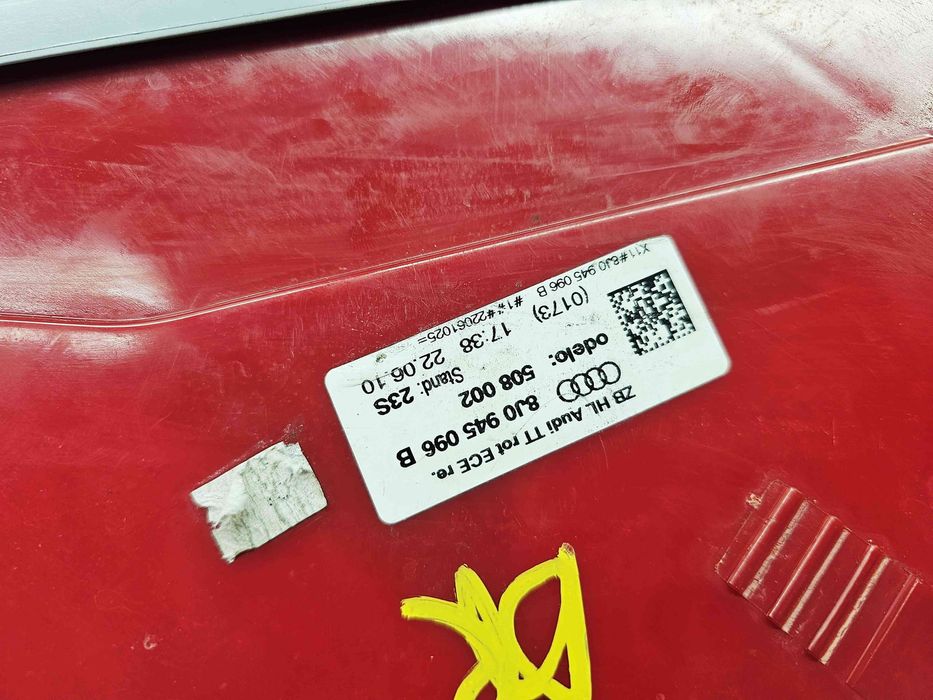 ZB HL Audi TT rot ECE re.
8J0 945 096 B
odelo: 508 002
Stand: 23S
(0173) 17:38 22.06.10
X11#8J0 945 096 B #1##22061025=